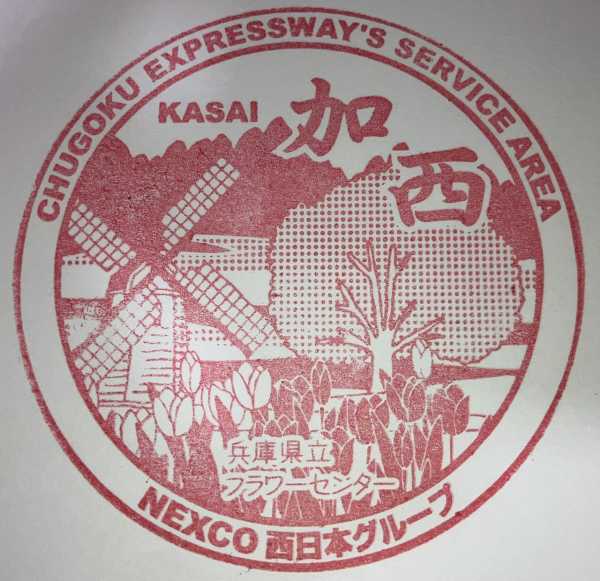 CHUGOKU EXPRESSWAY'S SERVICE AREA
KASAI
加西
兵庫県立
フラワーセンター
NEXCO 西日本グループ